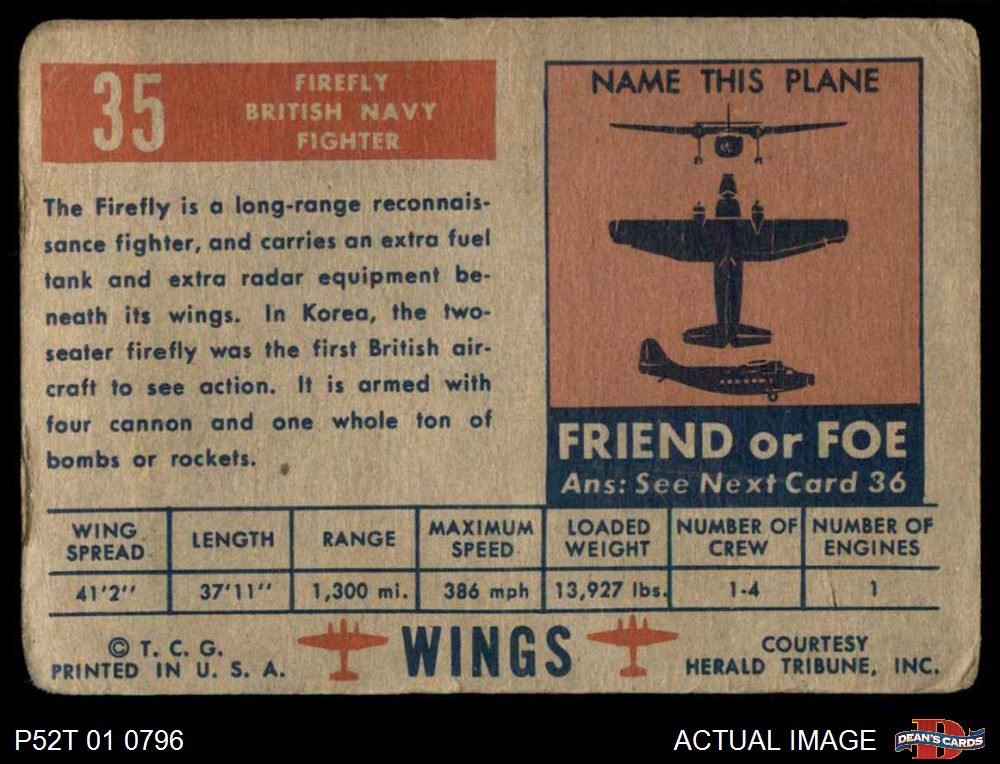 35
FIREFLY
BRITISH NAVY
FIGHTER
The Firefly is a long-range reconnais-
sance fighter, and carries an extra fuel
tank and extra radar equipment be-
neath its wings. In Korea, the two-
seater firefly was the first British air-
craft to see action. It is armed with
four cannon and one whole ton of
bombs or rockets.
NAME THIS PLANE
FRIEND or FOE
Ans: See Next Card 36
WING SPREAD LENGTH RANGE MAXIMUM SPEED LOADED WEIGHT NUMBER OF CREW NUMBER OF ENGINES
41'2" 37'11" 1,300 mi. 386 mph 13,927 lbs. 1-4 1
© T. C. G.
PRINTED IN U. S. A.
WINGS
COURTESY
HERALD TRIBUNE, INC.
P52T 01 0796
ACTUAL IMAGE
DEAN'S CARDS